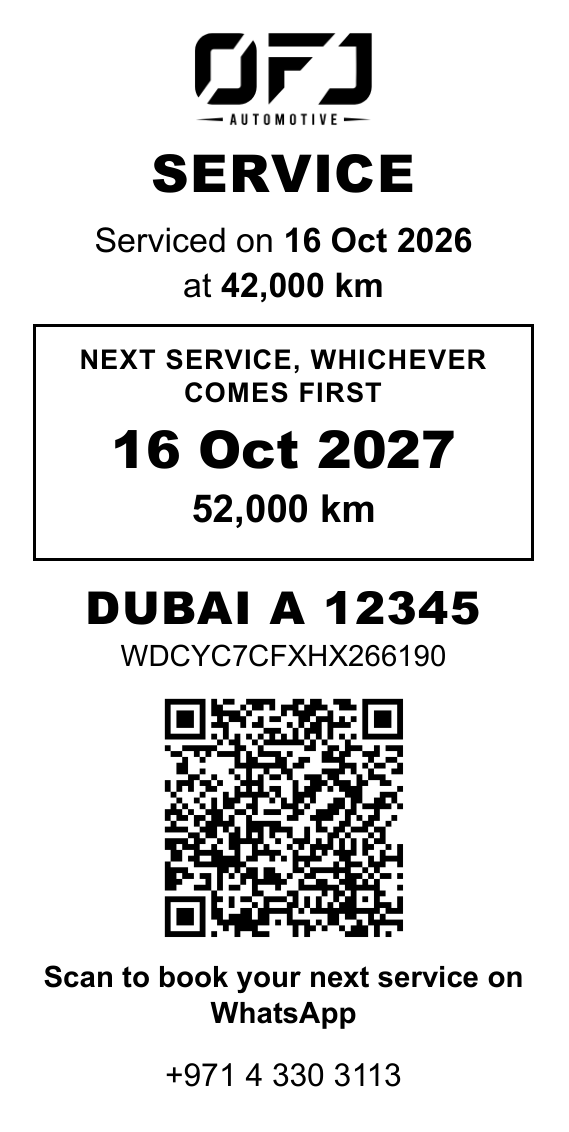 OFJ
AUTOMOTIVE
SERVICE
Serviced on 16 Oct 2026
at 42,000 km
NEXT SERVICE, WHICHEVER
COMES FIRST
16 Oct 2027
52,000 km
DUBAI A 12345
WDCYC7CFXHX266190
Scan to book your next service on
WhatsApp
+971 4 330 3113